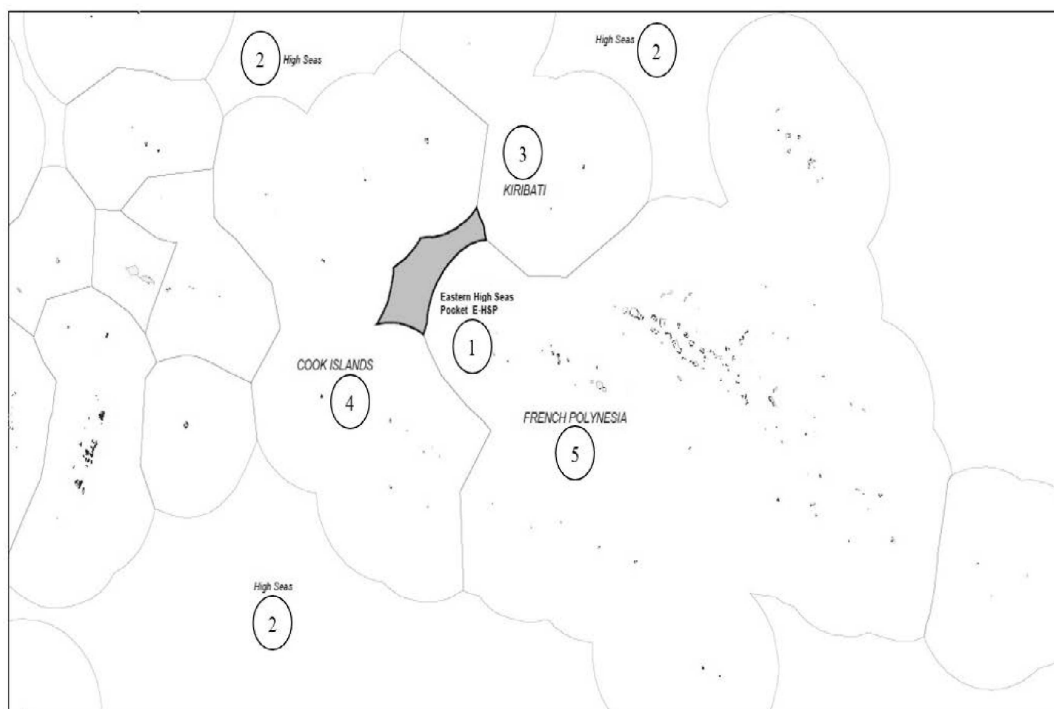 High Seas
2
High Seas
2
3
KIRIBATI
Eastern High Seas
Pocket E-HSP
1
COOK ISLANDS
4
FRENCH POLYNESIA
5
High Seas
2